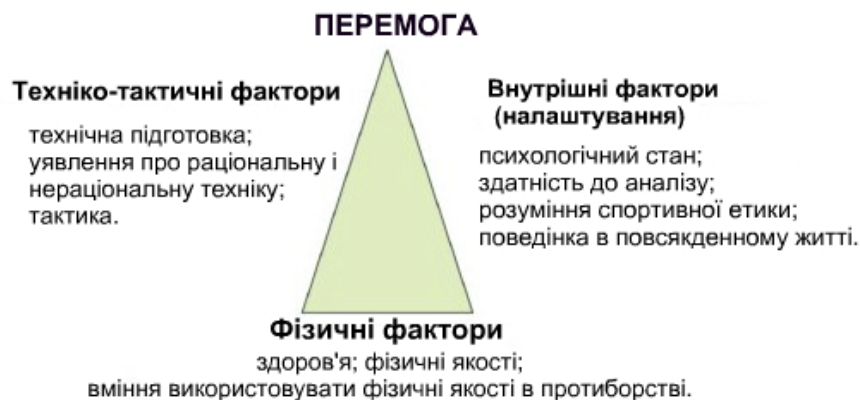 ПЕРЕМОГА
Техніко-тактичні фактори
технічна підготовка;
уявлення про раціональну і
нераціональну техніку;
тактика.
Внутрішні фактори
(налаштування)
психологічний стан;
здатність до аналізу;
розуміння спортивної етики;
поведінка в повсякденному житті.
Фізичні фактори
здоров'я; фізичні якості;
вміння використовувати фізичні якості в протиборстві.